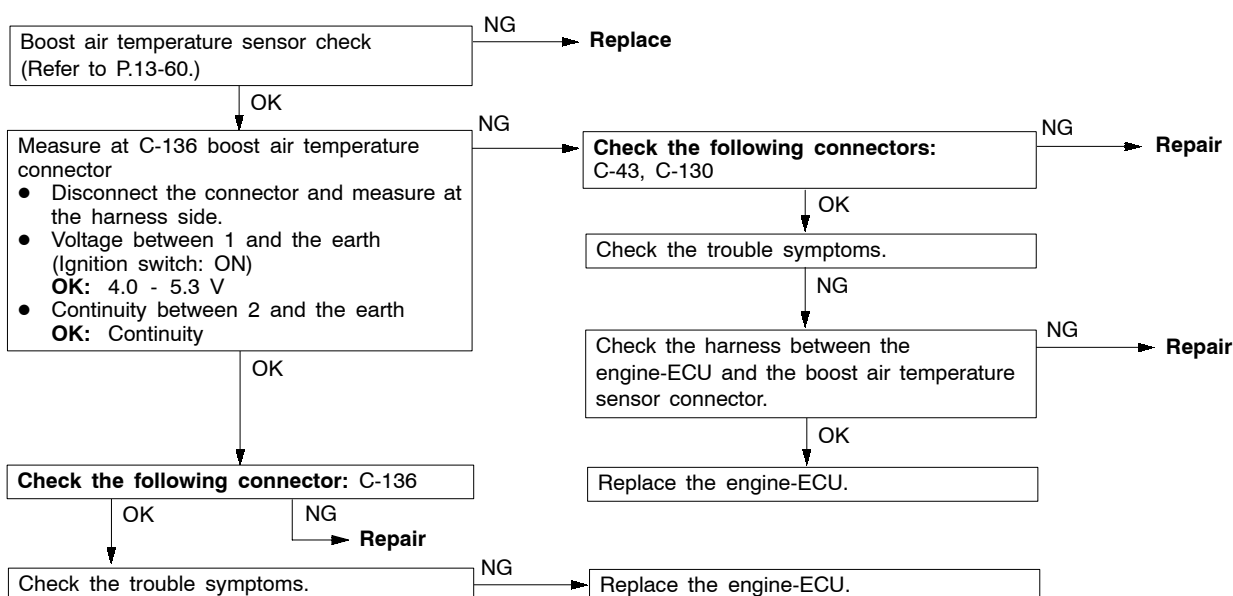 Boost air temperature sensor check
(Refer to P.13-60.)
NG
Replace
OK
Measure at C-136 boost air temperature
connector
● Disconnect the connector and measure at
the harness side.
● Voltage between 1 and the earth
(Ignition switch: ON)
OK: 4.0 - 5.3 V
● Continuity between 2 and the earth
OK: Continuity
NG
Check the following connectors:
C-43, C-130
NG
Repair
OK
Check the trouble symptoms.
NG
Check the harness between the
engine-ECU and the boost air temperature
sensor connector.
NG
Repair
OK
Replace the engine-ECU.
OK
Check the following connector: C-136
OK
NG
Repair
Check the trouble symptoms.
NG
Replace the engine-ECU.